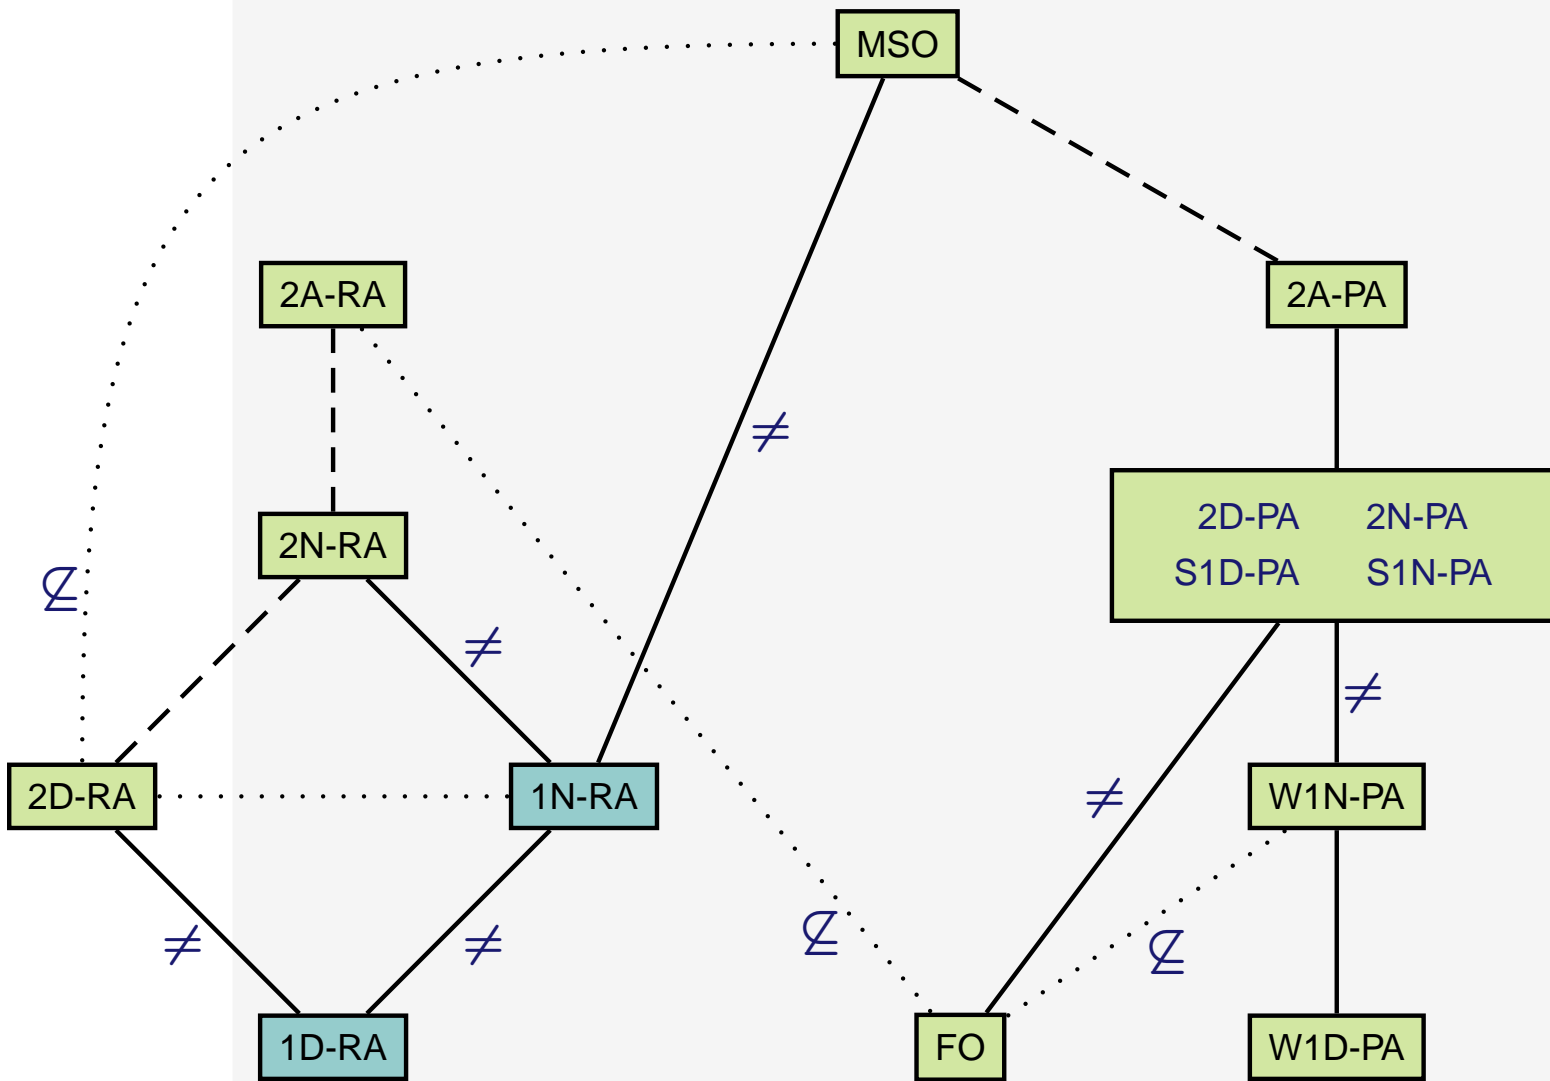 MSO
2A-RA
2A-PA
≠
2D-PA 2N-PA
2N-RA
S1D-PA S1N-PA
⊈
≠
≠
2D-RA
1N-RA
≠
W1N-PA
≠
≠
⊈
⊈
1D-RA
FO
W1D-PA